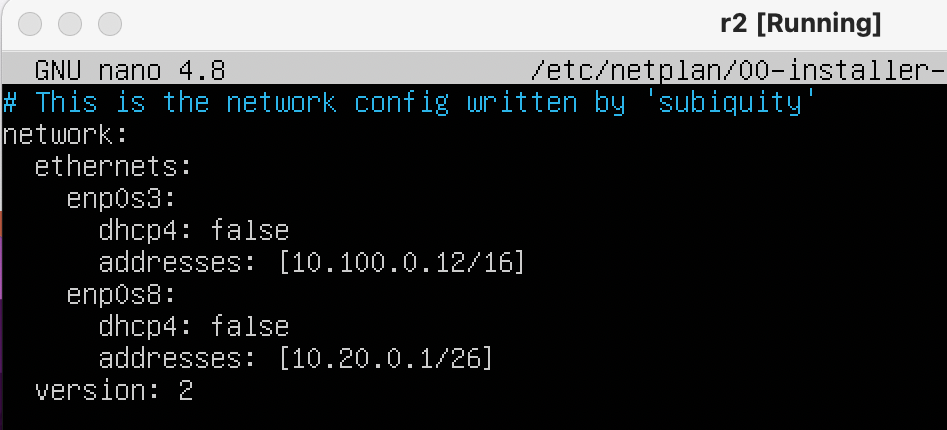 r2 [Running]
GNU nano 4.8 /etc/netplan/00-installer-
# This is the network config written by 'subiquity'
network:
  ethernets:
    enp0s3:
      dhcp4: false
      addresses: [10.100.0.12/16]
    enp0s8:
      dhcp4: false
      addresses: [10.20.0.1/26]
  version: 2